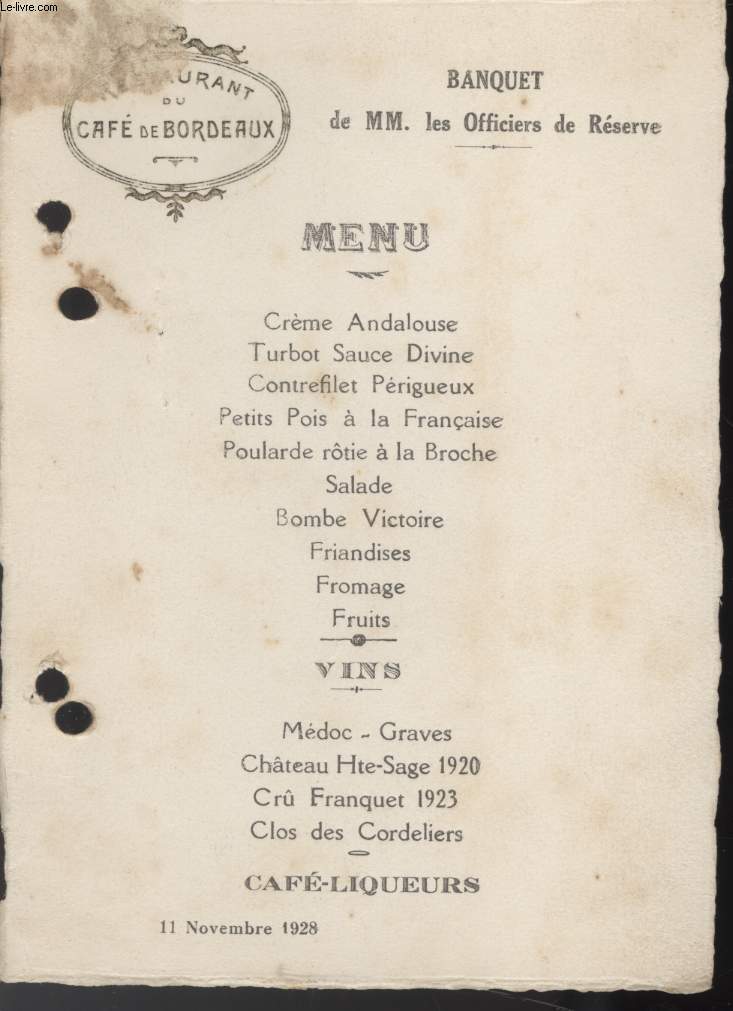 Le-livre.com
DU
CAFÉ DE BORDEAUX
BANQUET
de MM. les Officiers de Réserve
MENU
Crème Andalouse
Turbot Sauce Divine
Contrefilet Périgueux
Petits Pois à la Française
Poularde rôtie à la Broche
Salade
Bombe Victoire
Friandises
Fromage
Fruits
VINS
Médoc - Graves
Château Hte-Sage 1920
Crû Franquet 1923
Clos des Cordeliers
CAFÉ-LIQUEURS
11 Novembre 1928